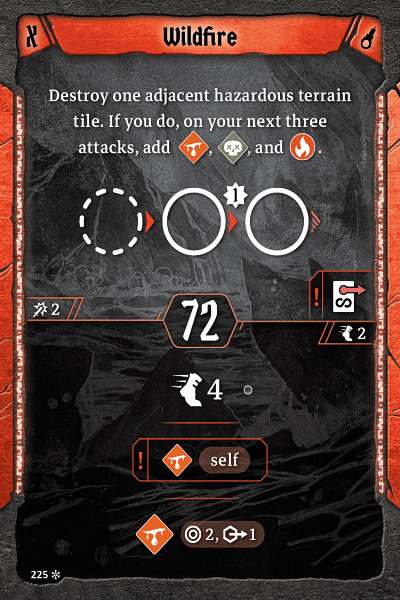 X Wildfire
Destroy one adjacent hazardous terrain
tile. If you do, on your next three
attacks, add , , and .
1
! S
2
72
2
4
! self
2, 1
225